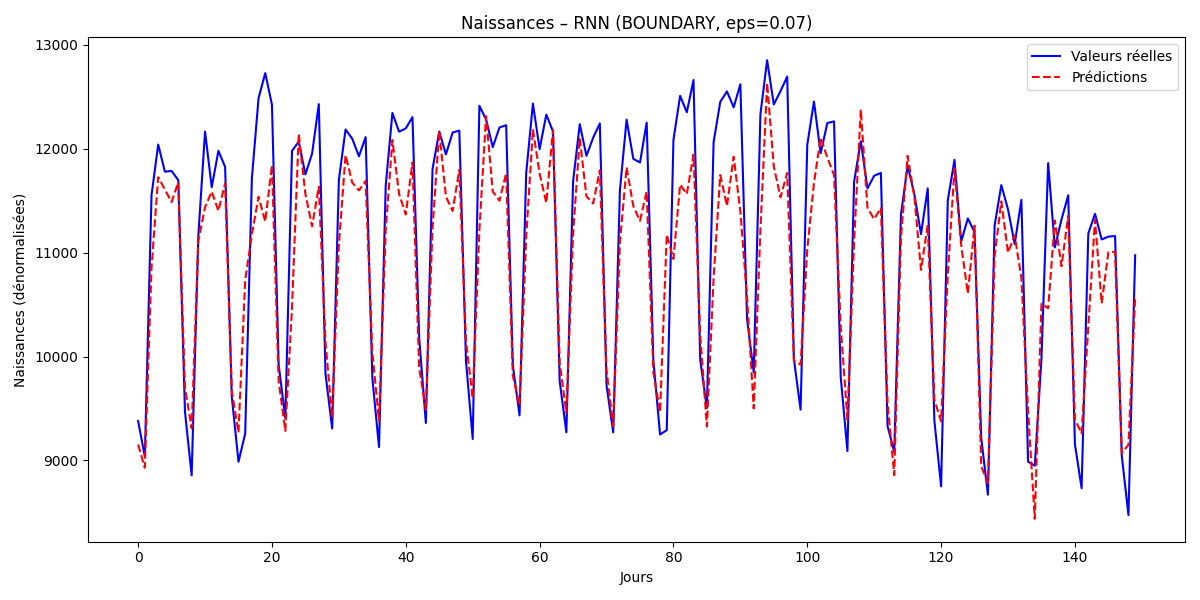 Naissances – RNN (BOUNDARY, eps=0.07)
Valeurs réelles
Prédictions
Naissances (dénormalisées)
13000
12000
11000
10000
9000
0 20 40 60 80 100 120 140
Jours